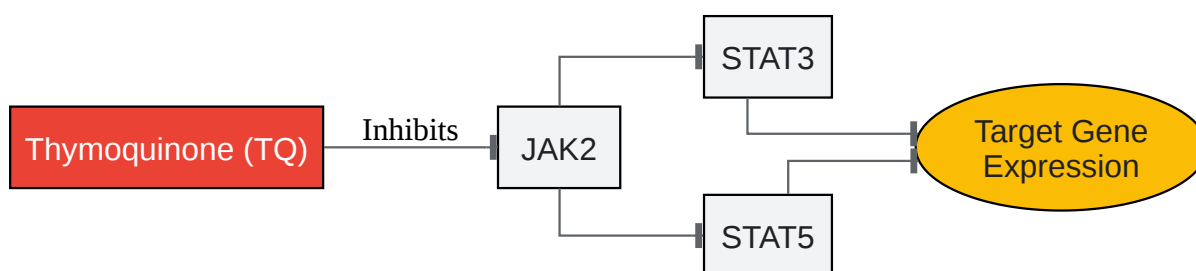 Thymoquinone (TQ)
Inhibits
JAK2
STAT3
STAT5
Target Gene
Expression